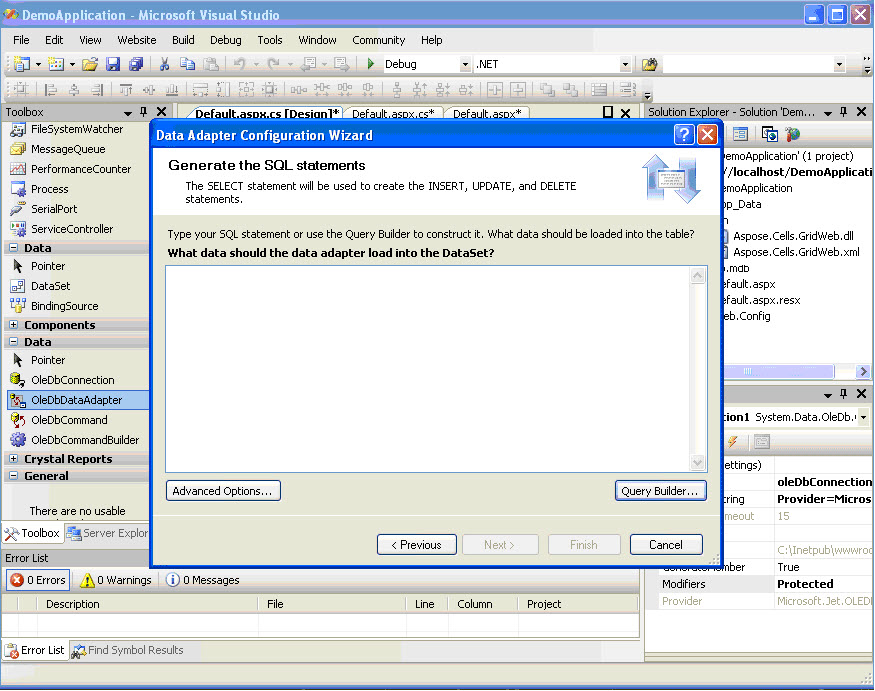 DemoApplication - Microsoft Visual Studio
File Edit View Website Build Debug Tools Window Community Help
Debug .NET
Toolbox
Default.aspx.cs [Design]* Default.aspx.cs* Default.aspx*
Solution Explorer - Solution 'Dem...
FileSystemWatcher
MessageQueue
PerformanceCounter
Process
SerialPort
ServiceController
Data
Pointer
DataSet
BindingSource
Components
Data
Pointer
OleDbConnection
OleDbDataAdapter
OleDbCommand
OleDbCommandBuilder
Crystal Reports
General
There are no usable
Toolbox Server Explor
Data Adapter Configuration Wizard
Generate the SQL statements
The SELECT statement will be used to create the INSERT, UPDATE, and DELETE
statements.
Type your SQL statement or use the Query Builder to construct it. What data should be loaded into the table?
What data should the data adapter load into the DataSet?
Advanced Options... Query Builder...
< Previous Next > Finish Cancel
DemoApplication' (1 project)
//localhost/DemoApplicati
emoApplication
pp_Data
n
Aspose.Cells.GridWeb.dll
Aspose.Cells.GridWeb.xml
.mdb
efault.aspx
efault.aspx.resx
eb.Config
tion1 System.Data.OleDb.
ettings)
oleDbConnection
ring Provider=Micros
meout 15
C:\Inetpub\wwwroo
GenerateMember True
Modifiers Protected
Provider Microsoft.Jet.OLED
Error List
0 Errors 0 Warnings 0 Messages
Description File Line Column Project
Error List Find Symbol Results